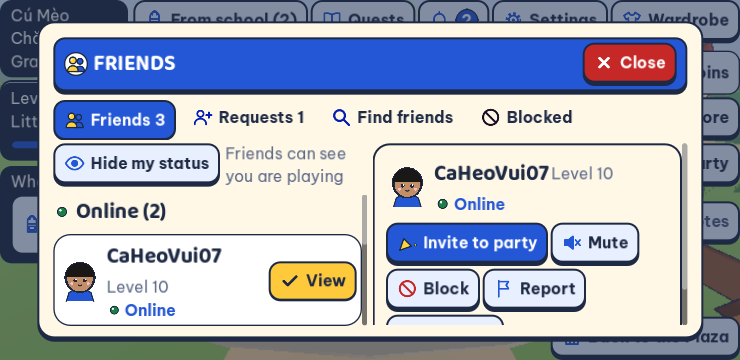 Cú Mèo
From school (2)
Quests
2
Settings
Wardrobe
FRIENDS
Close
Friends 3
Requests 1
Find friends
Blocked
Hide my status
Friends can see
you are playing
Online (2)
CaHeoVui07
Level 10
Online
View
CaHeoVui07 Level 10
Online
Invite to party
Mute
Block
Report